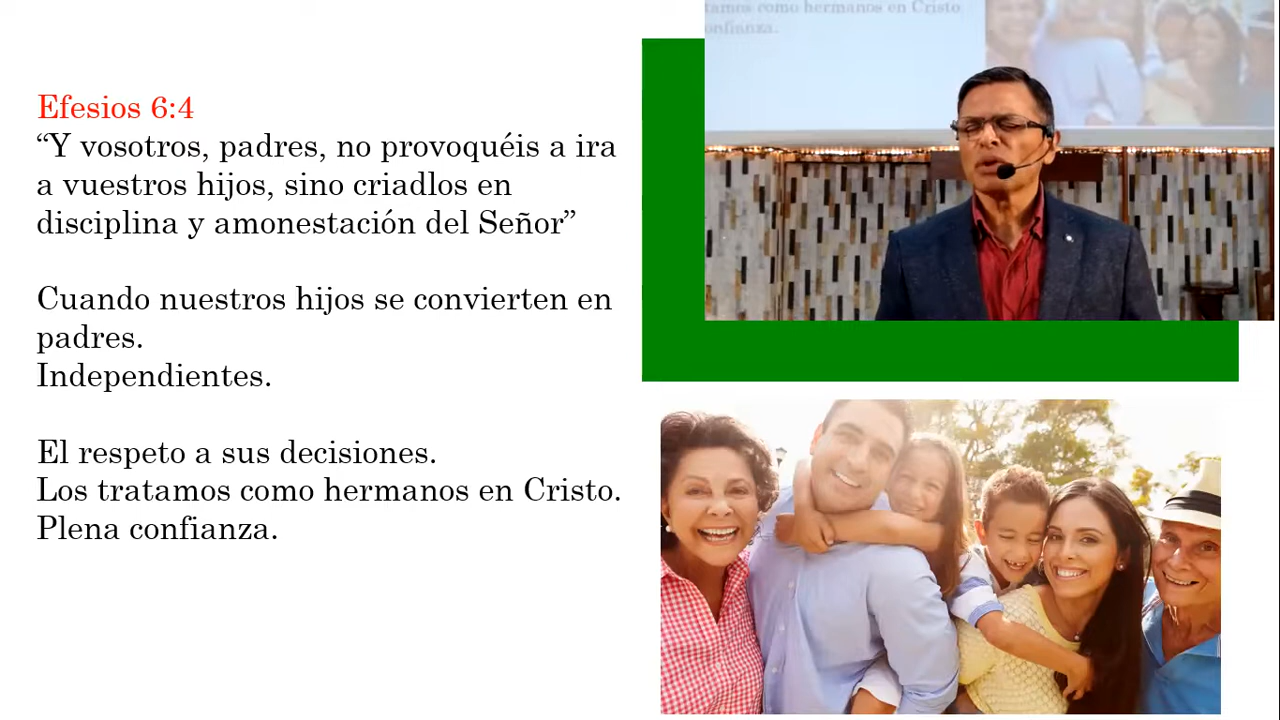 Efesios 6:4
“Y vosotros, padres, no provoquéis a ira
a vuestros hijos, sino criadlos en
disciplina y amonestación del Señor”
Cuando nuestros hijos se convierten en
padres.
Independientes.
El respeto a sus decisiones.
Los tratamos como hermanos en Cristo.
Plena confianza.
tamos como hermanos en Cristo
onfianza.